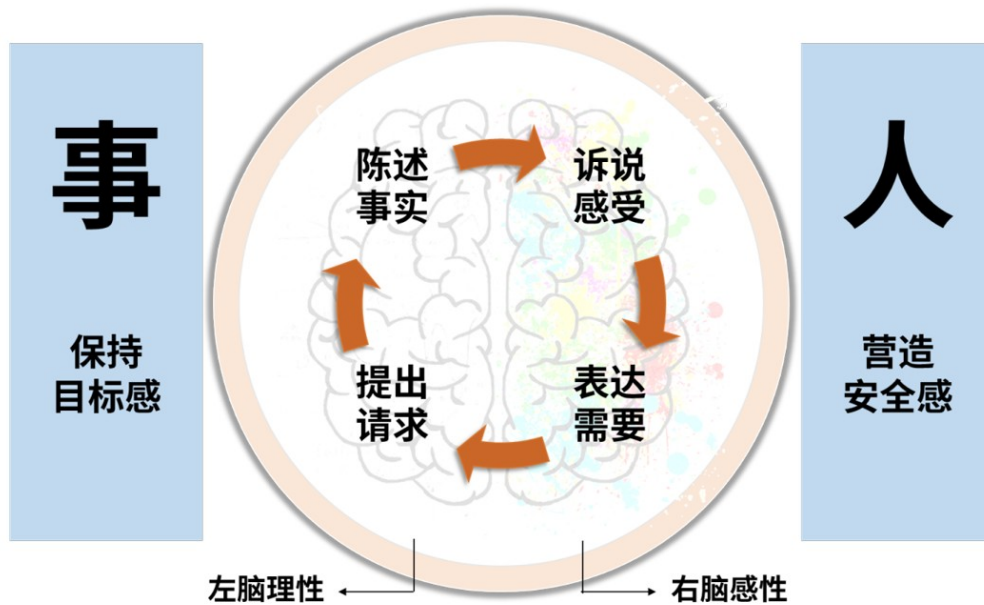 事
保持
目标感
陈述
事实
诉说
感受
提出
请求
表达
需要
人
营造
安全感
左脑理性
右脑感性